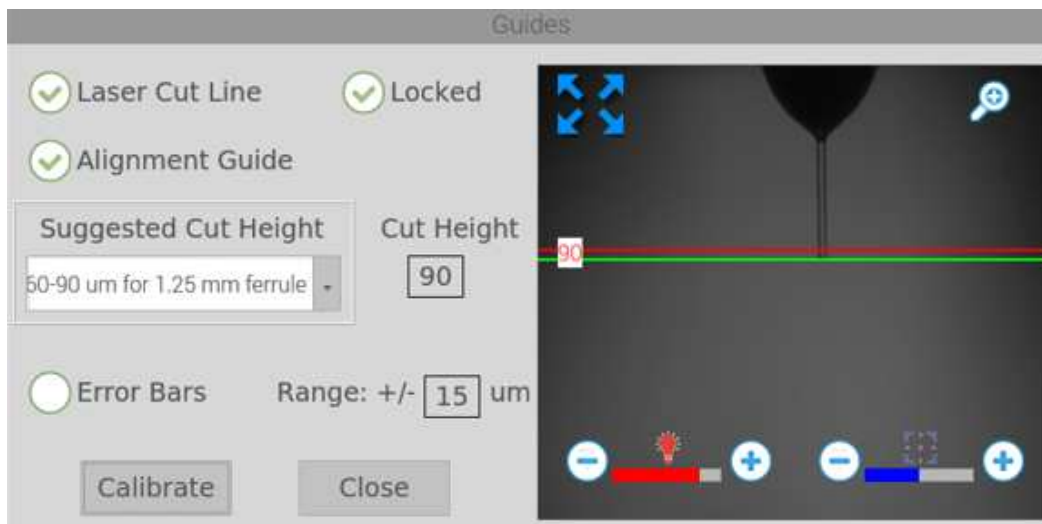 Guides
Laser Cut Line
Locked
Alignment Guide
Suggested Cut Height
Cut Height
60-90 um for 1.25 mm ferrule
90
90
Error Bars
Range: +/- 15 um
Calibrate
Close